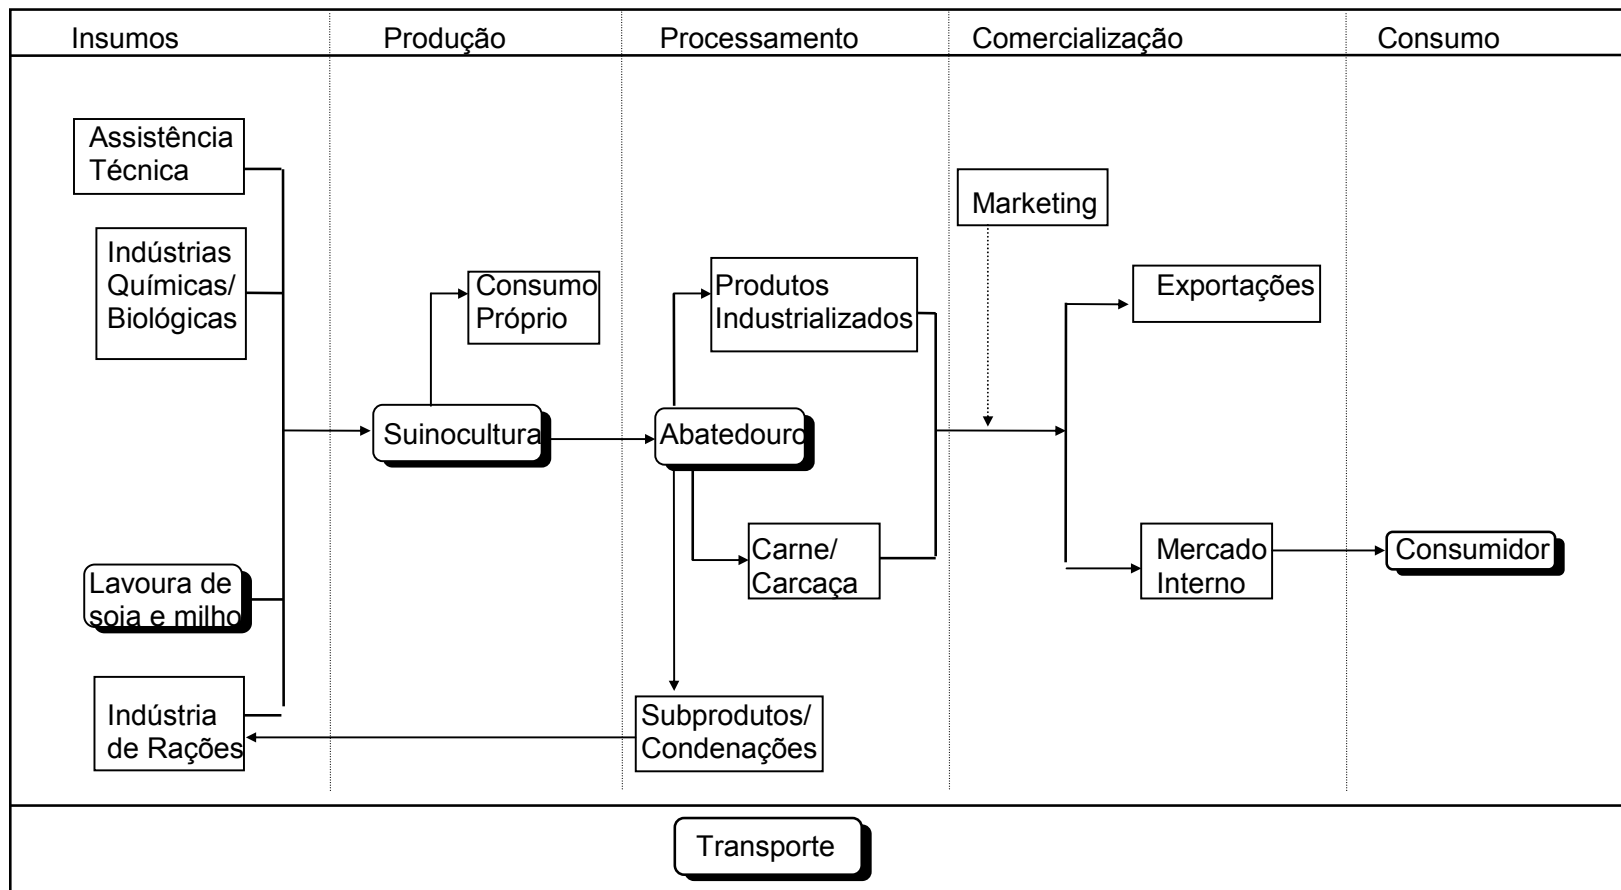 Insumos
Produção
Processamento
Comercialização
Consumo
Assistência
Técnica
Indústrias
Químicas/
Biológicas
Lavoura de
soja e milho
Indústria
de Rações
Consumo
Próprio
Suinocultura
Produtos
Industrializados
Abatedouro
Carne/
Carcaça
Subprodutos/
Condenações
Marketing
Exportações
Mercado
Interno
Consumidor
Transporte